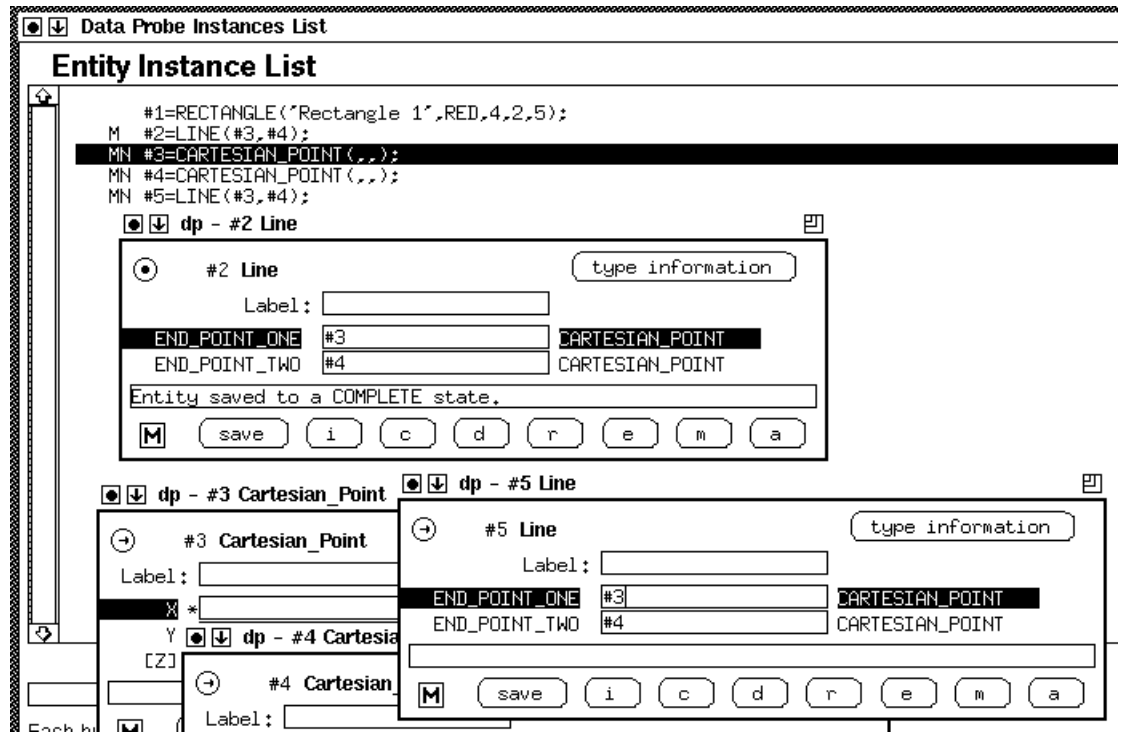 Data Probe Instances List
Entity Instance List
#1=RECTANGLE('Rectangle 1',RED,4,2,5);
M #2=LINE(#3,#4);
MN #3=CARTESIAN_POINT(,,);
MN #4=CARTESIAN_POINT(,,);
MN #5=LINE(#3,#4);
dp - #2 Line
#2 Line type information
Label:
END_POINT_ONE #3 CARTESIAN_POINT
END_POINT_TWO #4 CARTESIAN_POINT
Entity saved to a COMPLETE state.
M save i c d r e m a
dp - #3 Cartesian_Point
#3 Cartesian_Point
Label:
X *
Y
[Z]
M
dp - #5 Line
#5 Line type information
Label:
END_POINT_ONE #3 CARTESIAN_POINT
END_POINT_TWO #4 CARTESIAN_POINT
M save i c d r e m a
dp - #4 Cartesia
#4 Cartesian_
Label:
Each